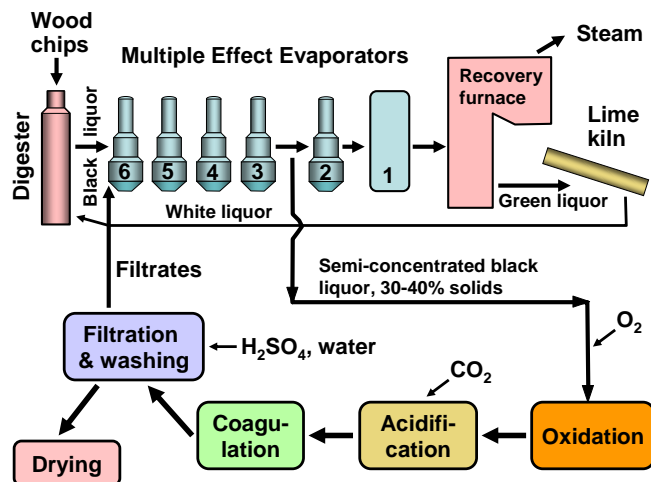 Wood
chips
Multiple Effect Evaporators
Steam
Recovery
furnace
Lime
kiln
Digester
Black liquor
6
5
4
3
2
1
Green liquor
White liquor
Filtrates
Semi-concentrated black
liquor, 30-40% solids
O₂
Filtration
& washing
H₂SO₄, water
CO₂
Coagu-
lation
Acidifi-
cation
Oxidation
Drying